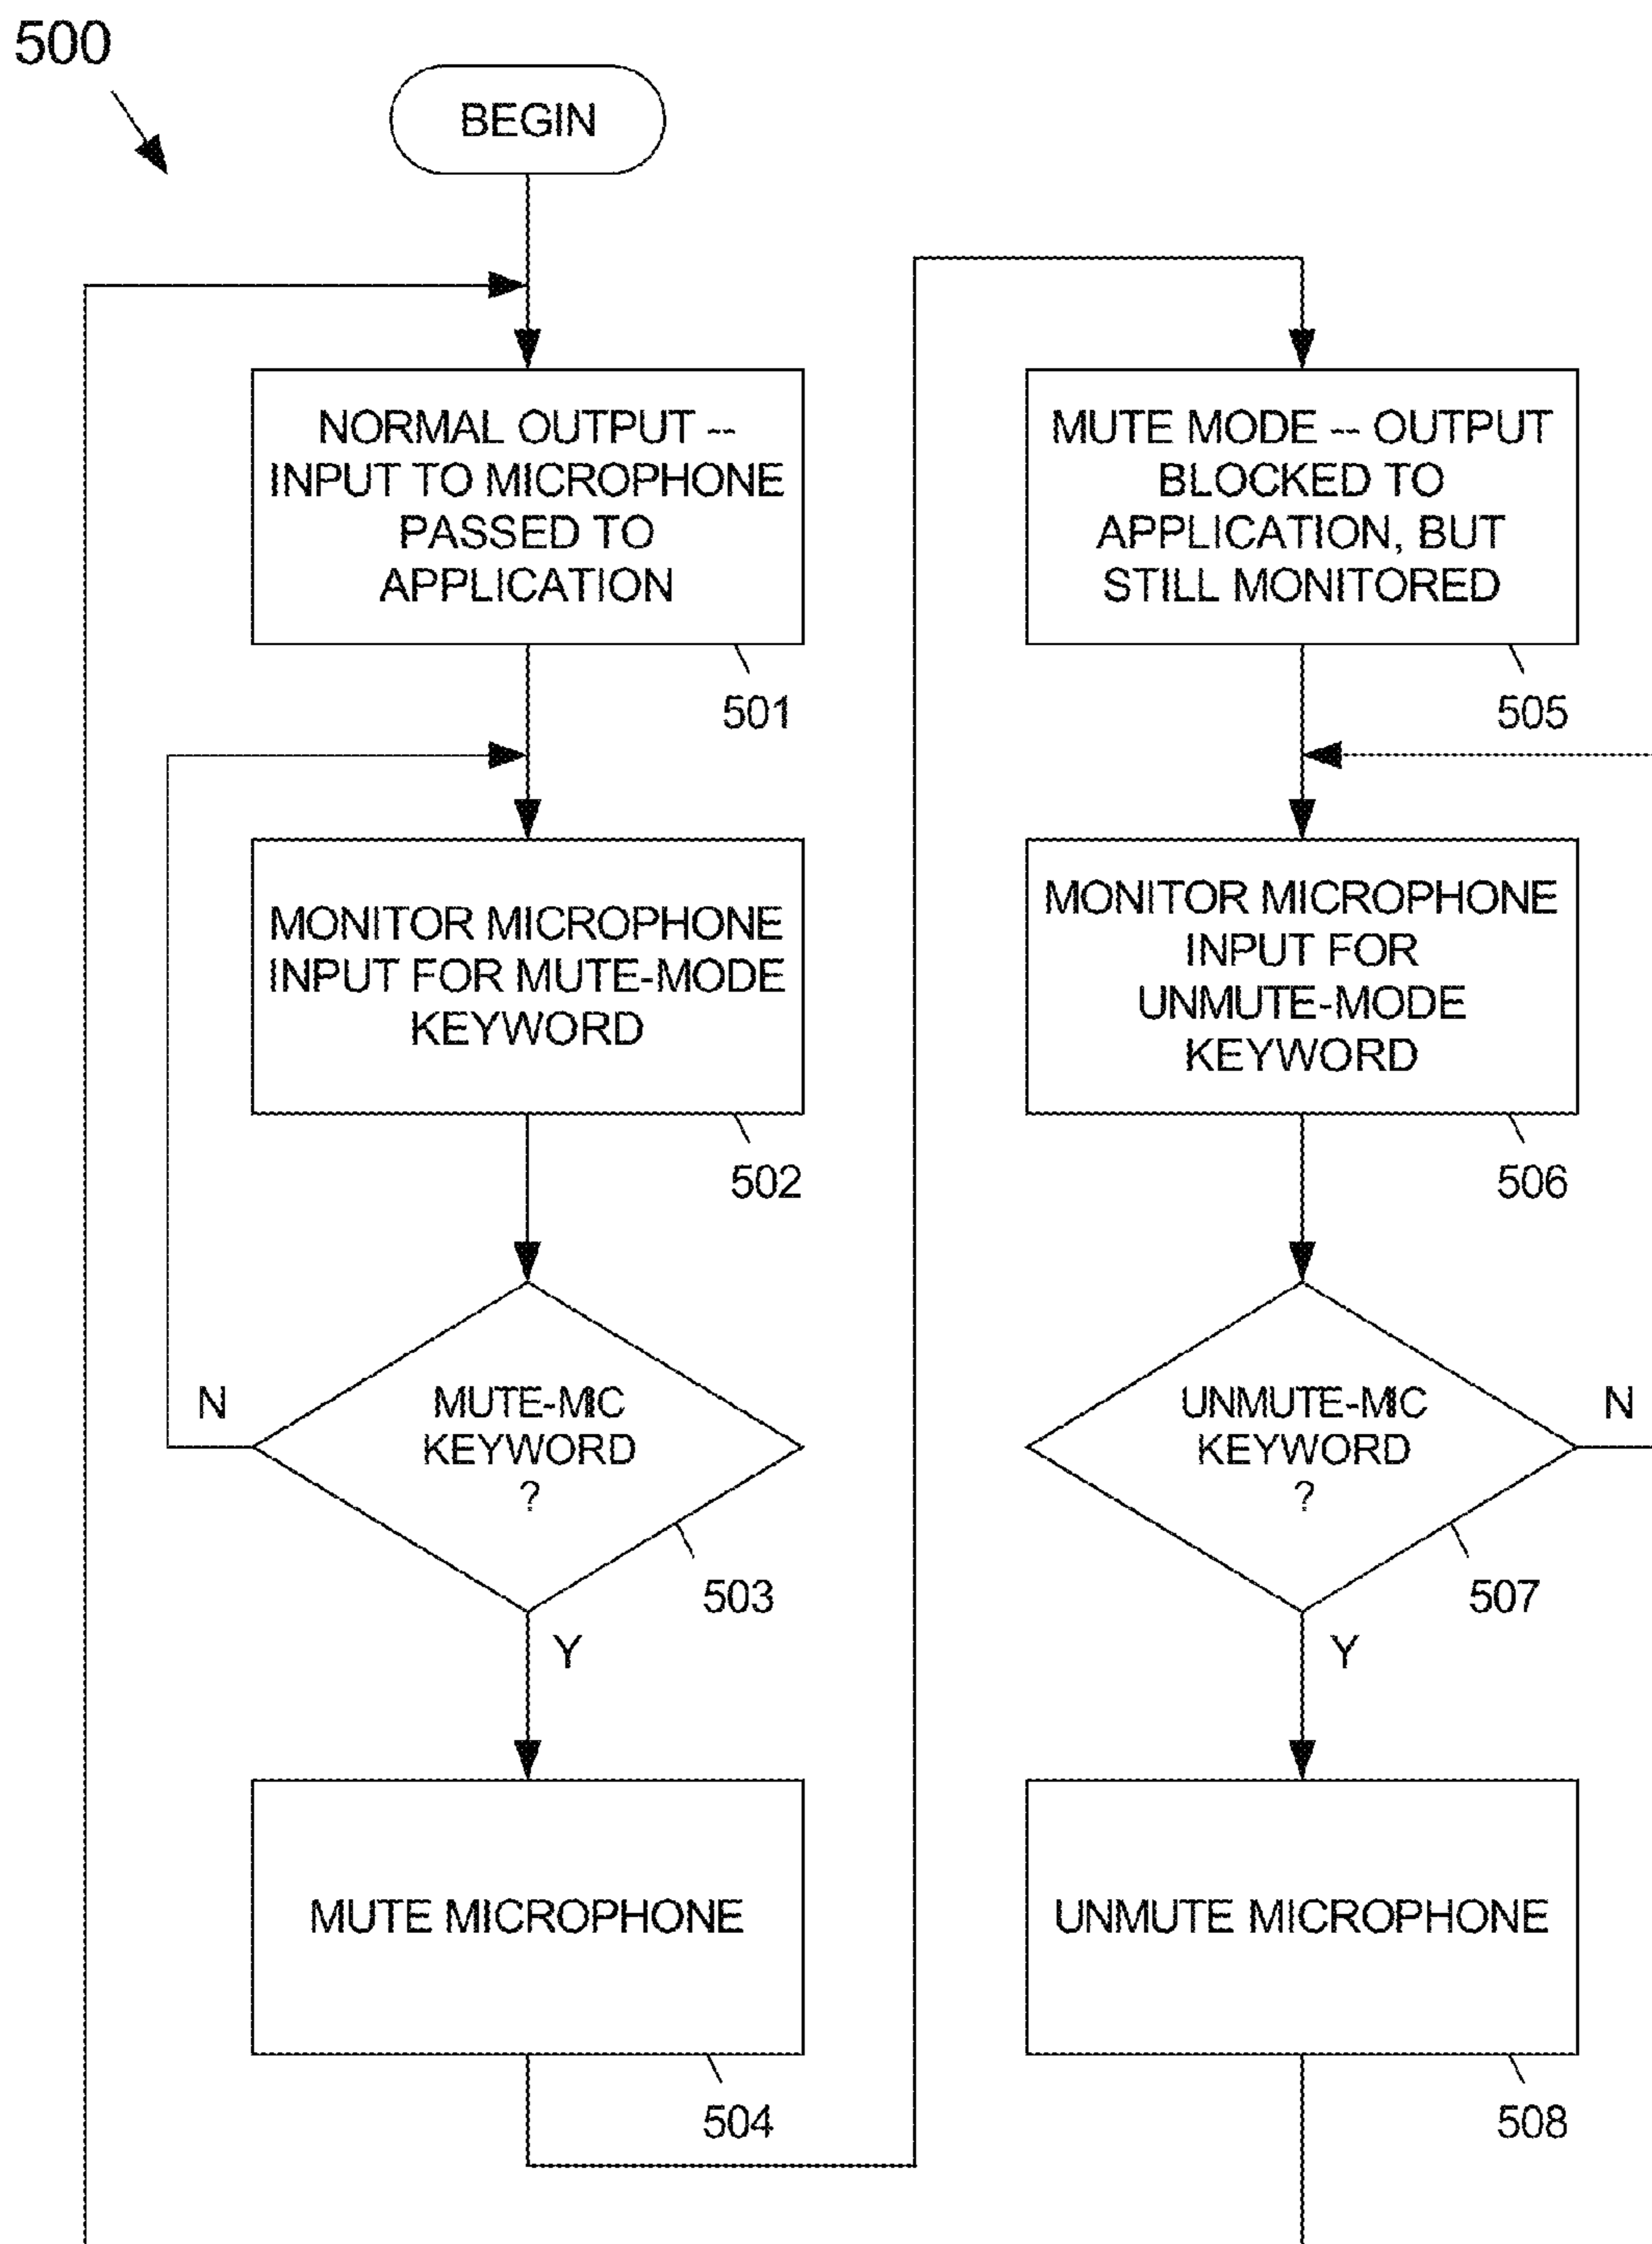 500
BEGIN
NORMAL OUTPUT --
INPUT TO MICROPHONE
PASSED TO
APPLICATION
501
MONITOR MICROPHONE
INPUT FOR MUTE-MODE
KEYWORD
502
MUTE-MIC
KEYWORD
?
N
503
Y
MUTE MICROPHONE
504
MUTE MODE -- OUTPUT
BLOCKED TO
APPLICATION, BUT
STILL MONITORED
505
MONITOR MICROPHONE
INPUT FOR
UNMUTE-MODE
KEYWORD
506
UNMUTE-MIC
KEYWORD
?
N
507
Y
UNMUTE MICROPHONE
508